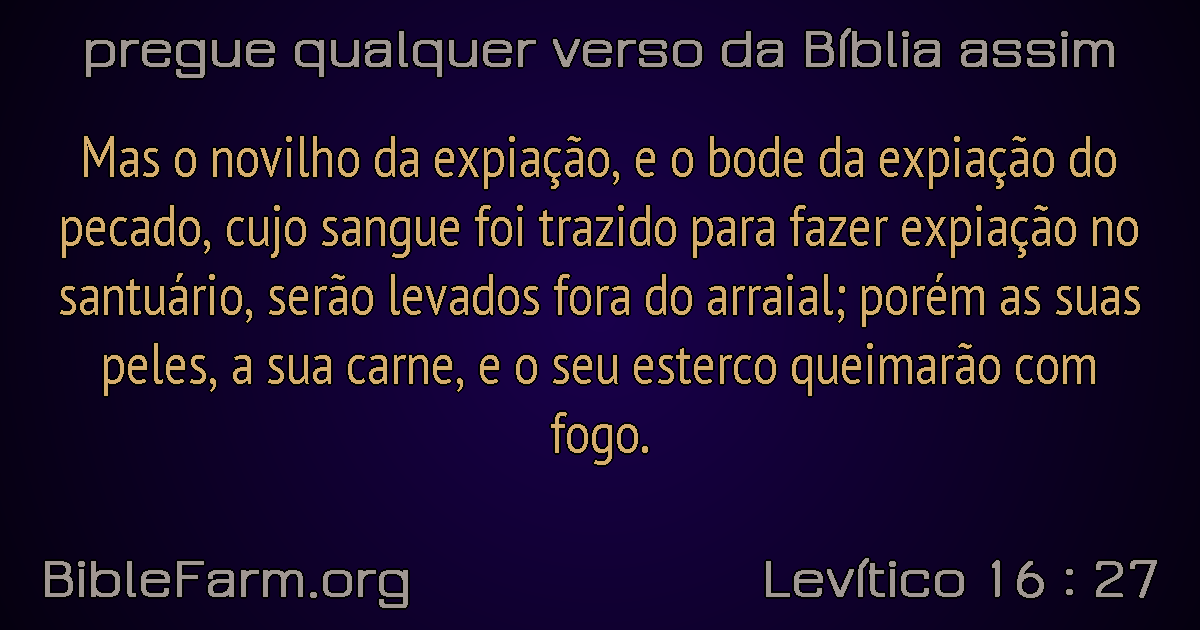 pregue qualquer verso da Bíblia assim
Mas o novilho da expiação, e o bode da expiação do
pecado, cujo sangue foi trazido para fazer expiação no
santuário, serão levados fora do arraial; porém as suas
peles, a sua carne, e o seu esterco queimarão com
fogo.
BibleFarm.org
Levítico 16 : 27